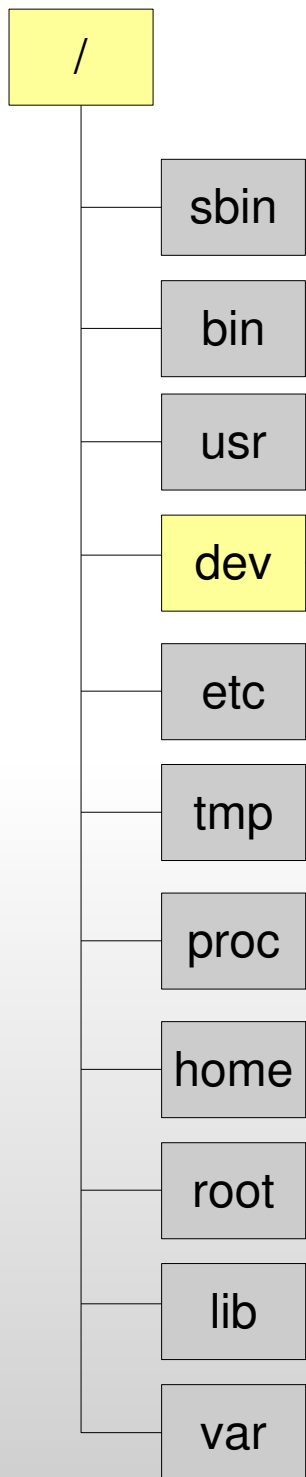 /
sbin
bin
usr
dev
etc
tmp
proc
home
root
lib
var